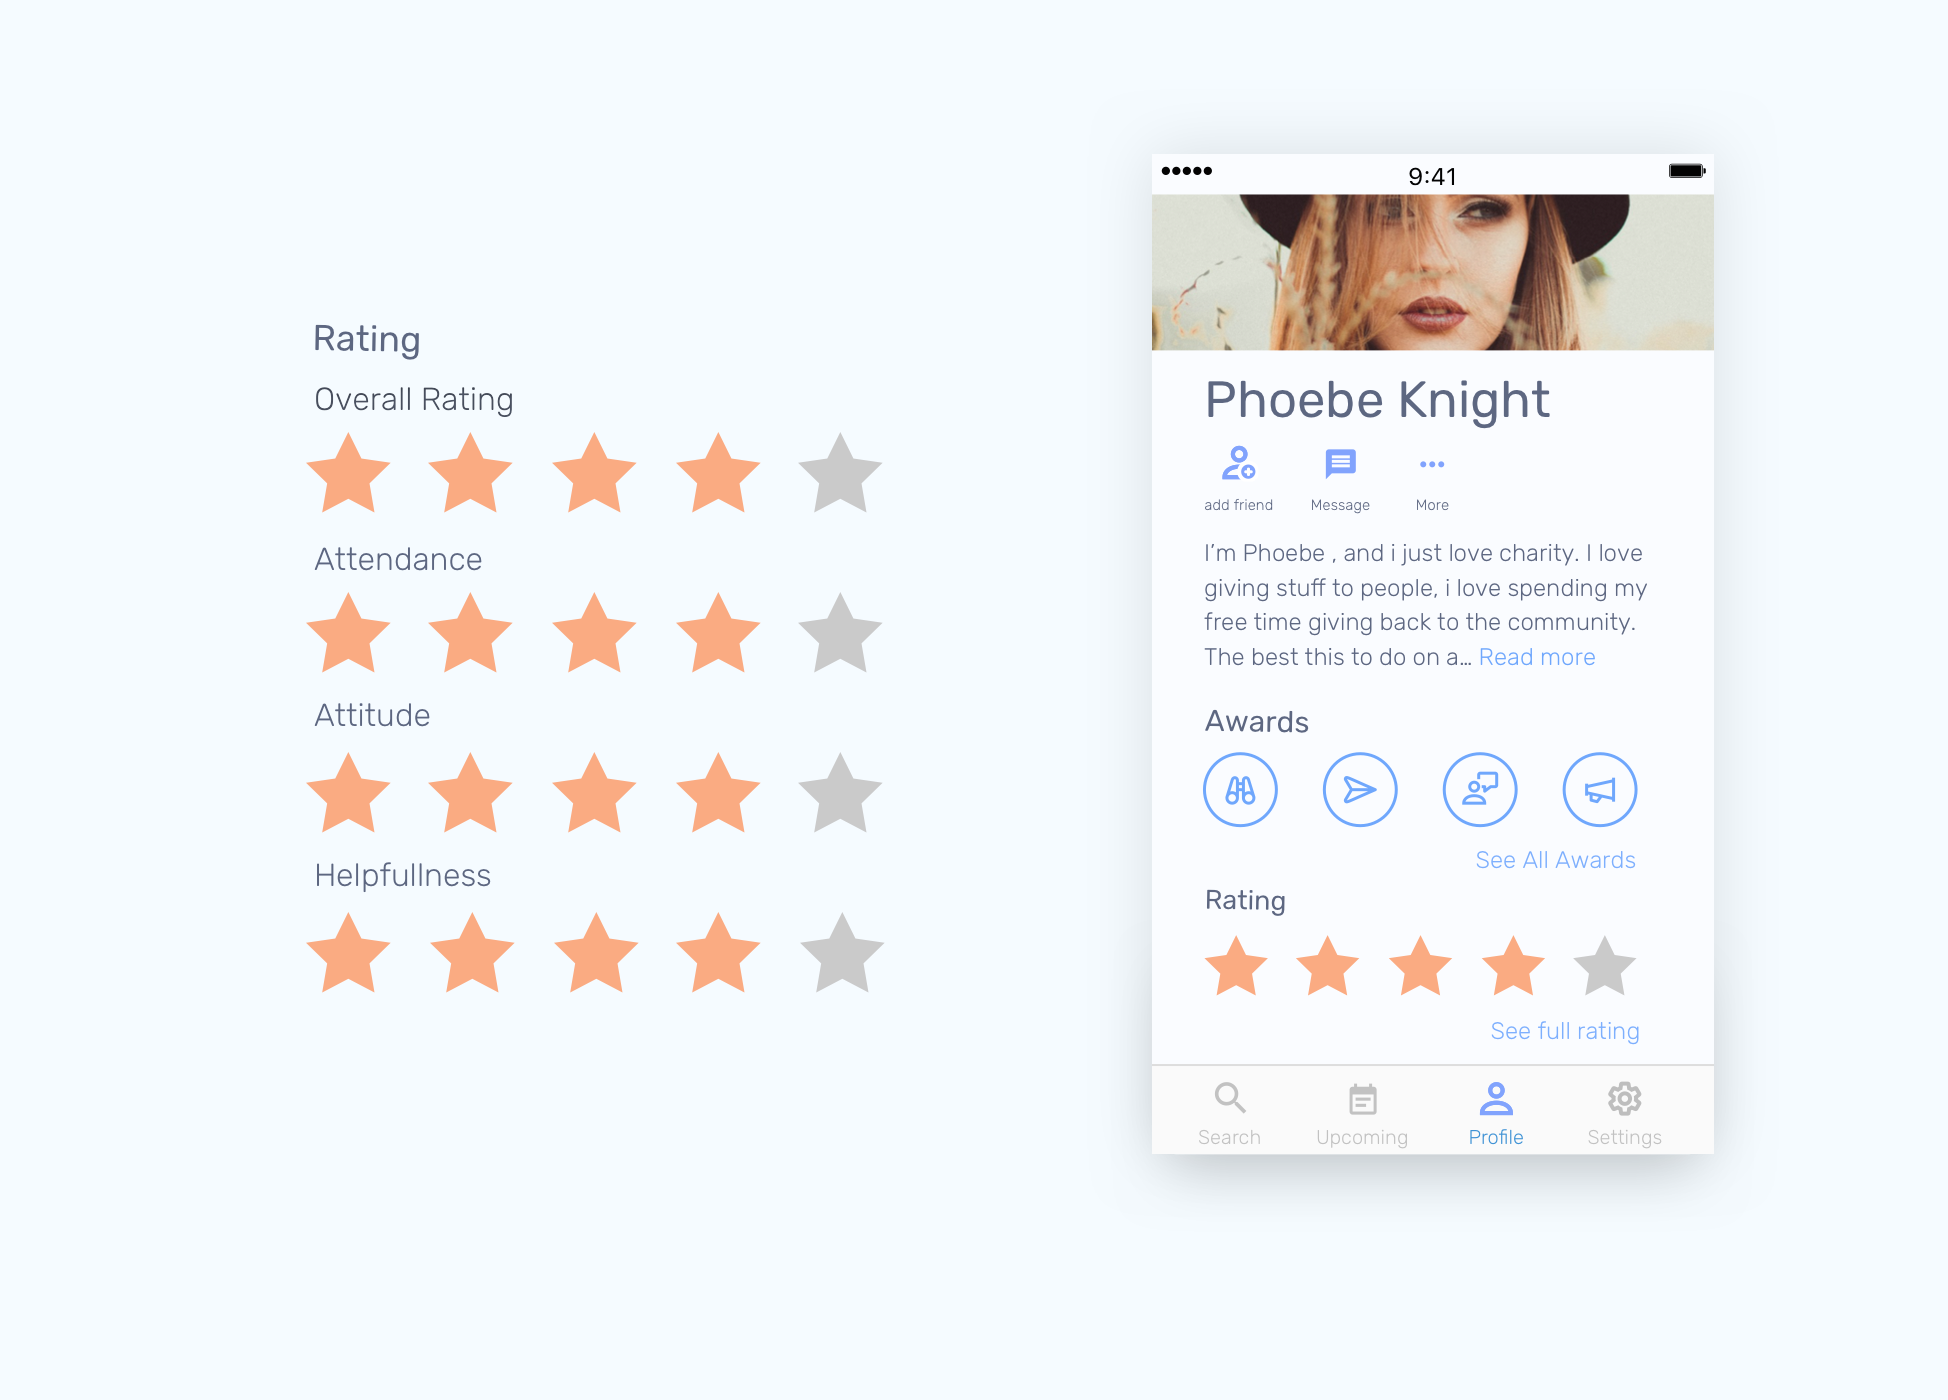 Rating
Overall Rating
Attendance
Attitude
Helpfullness
9:41
Phoebe Knight
add friend
Message
More
I’m Phoebe , and i just love charity. I love
giving stuff to people, i love spending my
free time giving back to the community.
The best this to do on a... Read more
Awards
See All Awards
Rating
See full rating
Search
Upcoming
Profile
Settings